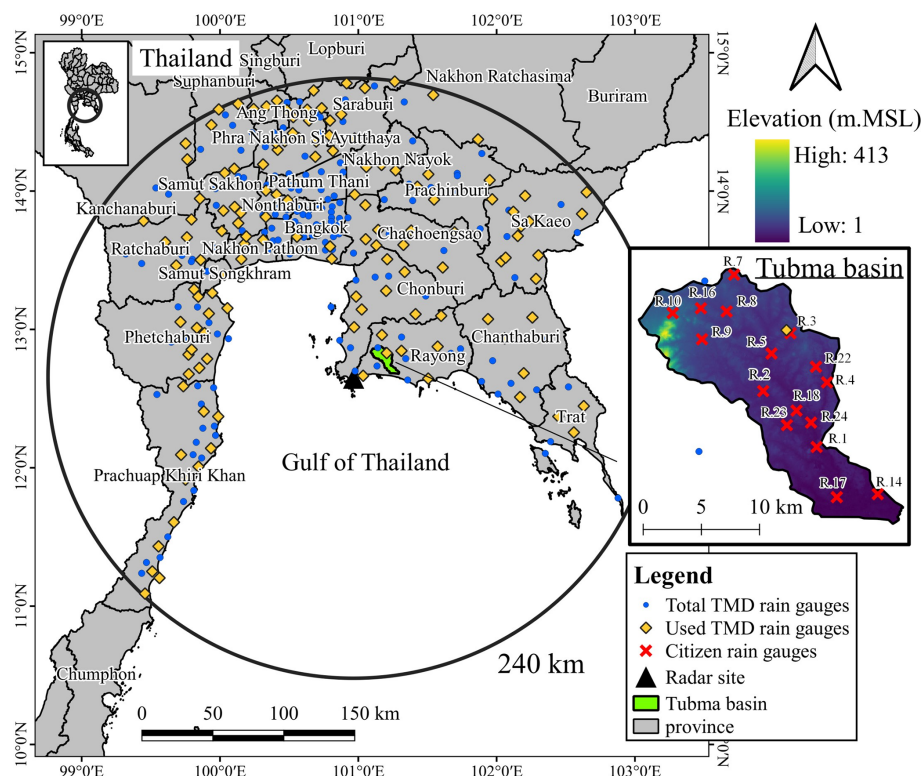 99°0'E 100°0'E 101°0'E 102°0'E 103°0'E
15°0'N
14°0'N
13°0'N
12°0'N
11°0'N
10°0'N
15°0'N
14°0'N
0'N
99°0'E 100°0'E 101°0'E 102°0'E 103°0'E
Thailand
Lopburi
Singburi
Suphanburi
Nakhon Ratchasima
Buriram
Saraburi
Ang Thong
Phra Nakhon Si Ayutthaya
Nakhon Nayok
Samut Sakhon
Pathum Thani
Prachinburi
Kanchanaburi
Nonthaburi
Sa Kaeo
Bangkok
Chachoengsao
Ratchaburi
Nakhon Pathom
Samut Songkhram
Chonburi
Phetchaburi
Chanthaburi
Rayong
Trat
Gulf of Thailand
Prachuap Khiri Khan
Chumphon
240 km
0 50 100 150 km
Elevation (m.MSL)
High: 413
Low: 1
Tubma basin
R.7
R.10
R.16
R.8
R.3
R.9
R.5
R.22
R.4
R.2
R.18
R.23
R.24
R.1
R.17
R.14
0 5 10 km
Legend
Total TMD rain gauges
Used TMD rain gauges
Citizen rain gauges
Radar site
Tubma basin
province